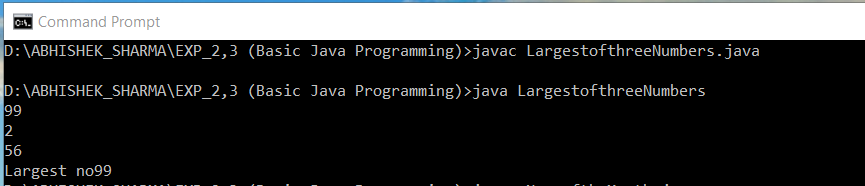 Command Prompt
D:\ABHISHEK_SHARMA\EXP_2,3 (Basic Java Programming)>javac LargestofthreeNumbers.java
D:\ABHISHEK_SHARMA\EXP_2,3 (Basic Java Programming)>java LargestofthreeNumbers
99
2
56
Largest no99